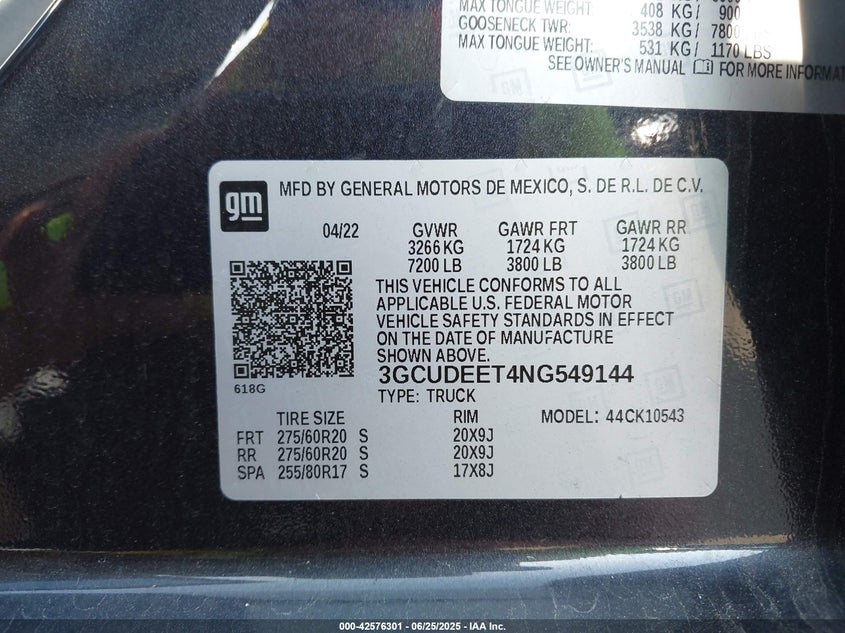 MAX TONGUE WEIGHT: 408 KG / 900
GOOSENECK TWR: 3538 KG / 7800
MAX TONGUE WEIGHT: 531 KG / 1170 LBS
SEE OWNER'S MANUAL FOR MORE
gm
MFD BY GENERAL MOTORS DE MEXICO, S. DE R.L. DE C.V.
04/22 GVWR GAWR FRT GAWR RR
3266 KG 1724 KG 1724 KG
7200 LB 3800 LB 3800 LB
THIS VEHICLE CONFORMS TO ALL
APPLICABLE U.S. FEDERAL MOTOR
VEHICLE SAFETY STANDARDS IN EFFECT
ON THE DATE OF MANUFACTURE
SHOWN ABOVE.
3GCUDEET4NG549144
618G
TYPE: TRUCK
TIRE SIZE RIM MODEL: 44CK10543
FRT 275/60R20 S 20X9J
RR 275/60R20 S 20X9J
SPA 255/80R17 S 17X8J
000-42576301 - 06/25/2025 - IAA Inc.